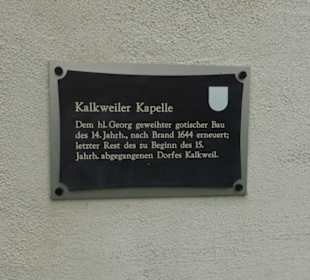 Kalkweiler Kapelle
Dem hl. Georg geweihter gotischer Bau
des 14. Jahrh., nach Brand 1644 erneuert;
letzter Rest des zu Beginn des 15.
Jahrh. abgegangenen Dorfes Kalkweil.